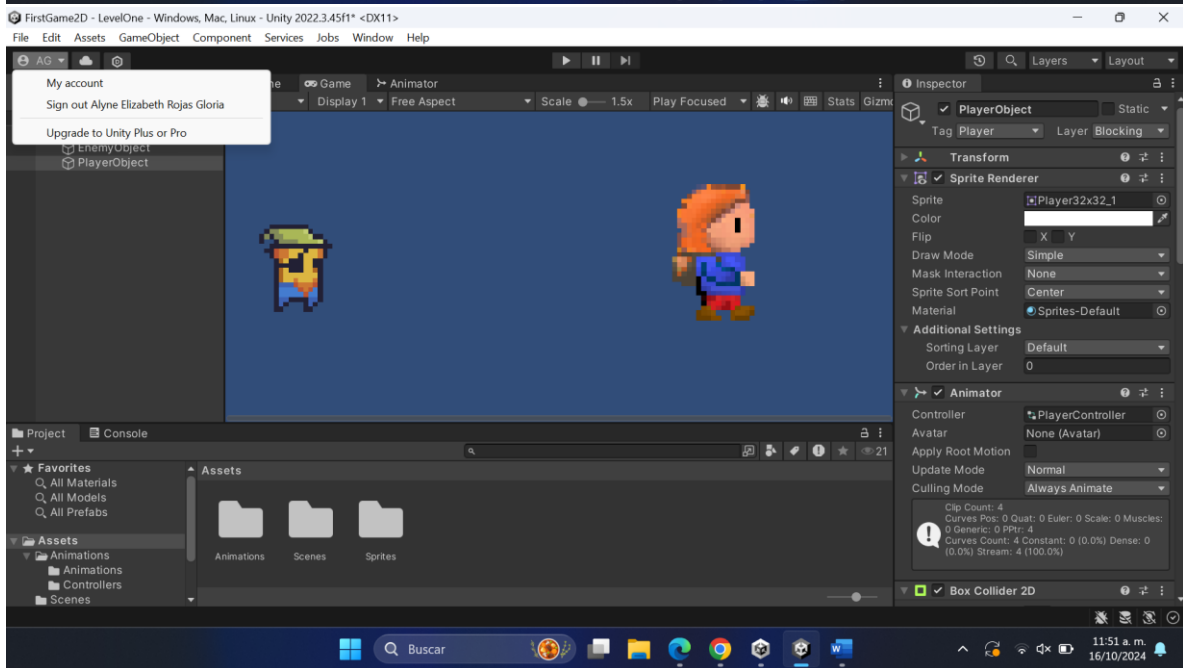 FirstGame2D - LevelOne - Windows, Mac, Linux - Unity 2022.3.45f1* <DX11>
File Edit Assets GameObject Component Services Jobs Window Help
AG
Layers Layout
My account
Sign out Alyne Elizabeth Rojas Gloria
Upgrade to Unity Plus or Pro
Game Animator
Display 1 Free Aspect Scale 1.5x Play Focused Stats Gizmo
EnemyObject
PlayerObject
Inspector
PlayerObject Static
Tag Player Layer Blocking
Transform
Sprite Renderer
Sprite Player32x32_1
Color
Flip X Y
Draw Mode Simple
Mask Interaction None
Sprite Sort Point Center
Material Sprites-Default
Additional Settings
Sorting Layer Default
Order in Layer 0
Animator
Controller PlayerController
Avatar None (Avatar)
Apply Root Motion
Update Mode Normal
Culling Mode Always Animate
Clip Count: 4
Curves Pos: 0 Quat: 0 Euler: 0 Scale: 0 Muscles:
0 Generic: 0 PPtr: 4
Curves Count: 4 Constant: 0 (0.0%) Dense: 0
(0.0%) Stream: 4 (100.0%)
Box Collider 2D
Project Console
21
Favorites
All Materials
All Models
All Prefabs
Assets
Animations
Animations
Controllers
Scenes
Assets
Animations Scenes Sprites
Buscar
11:51 a. m.
16/10/2024